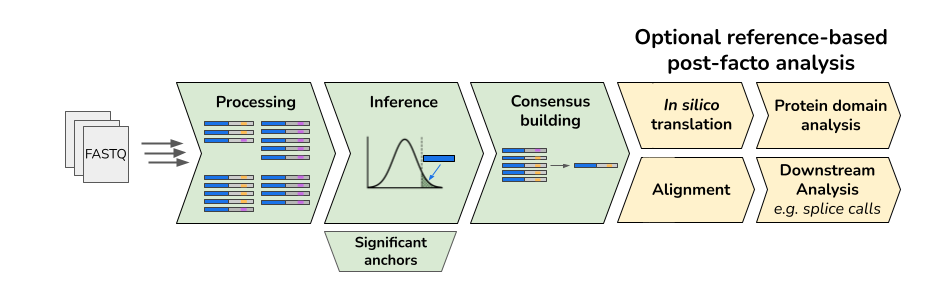 Optional reference-based
post-facto analysis
FASTQ
Processing
Inference
Consensus
building
In silico
translation
Protein domain
analysis
Alignment
Downstream
Analysis
e.g. splice calls
Significant
anchors